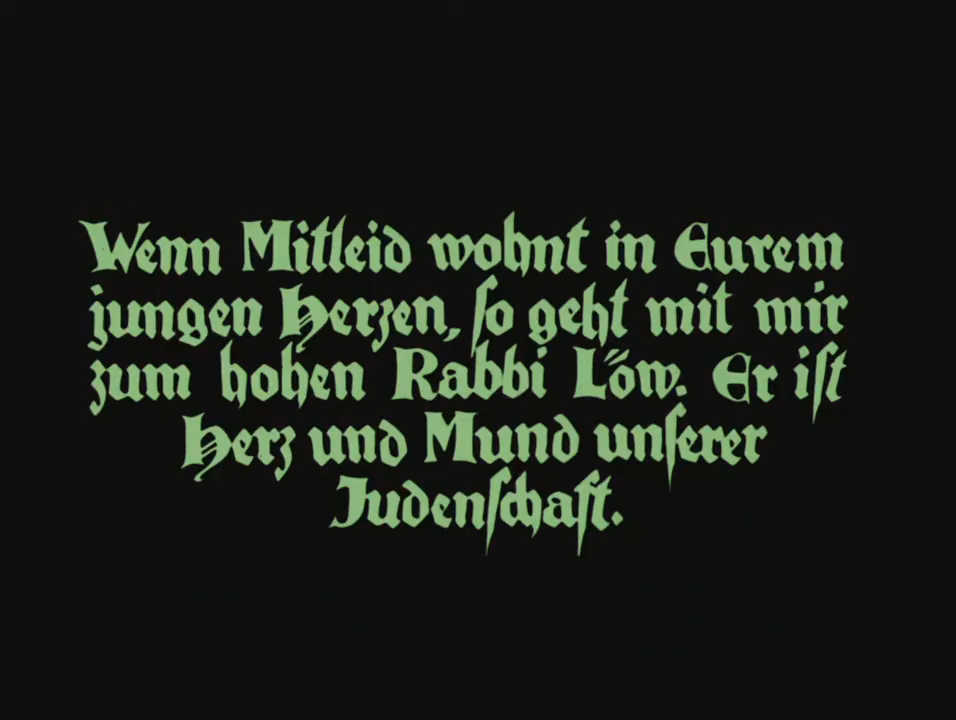 Wenn Mitleid wohnt in Eurem
jungen Herzen, so geht mit mir
zum hohen Rabbi Löw. Er ist
Herz und Mund unserer
Judenschaft.